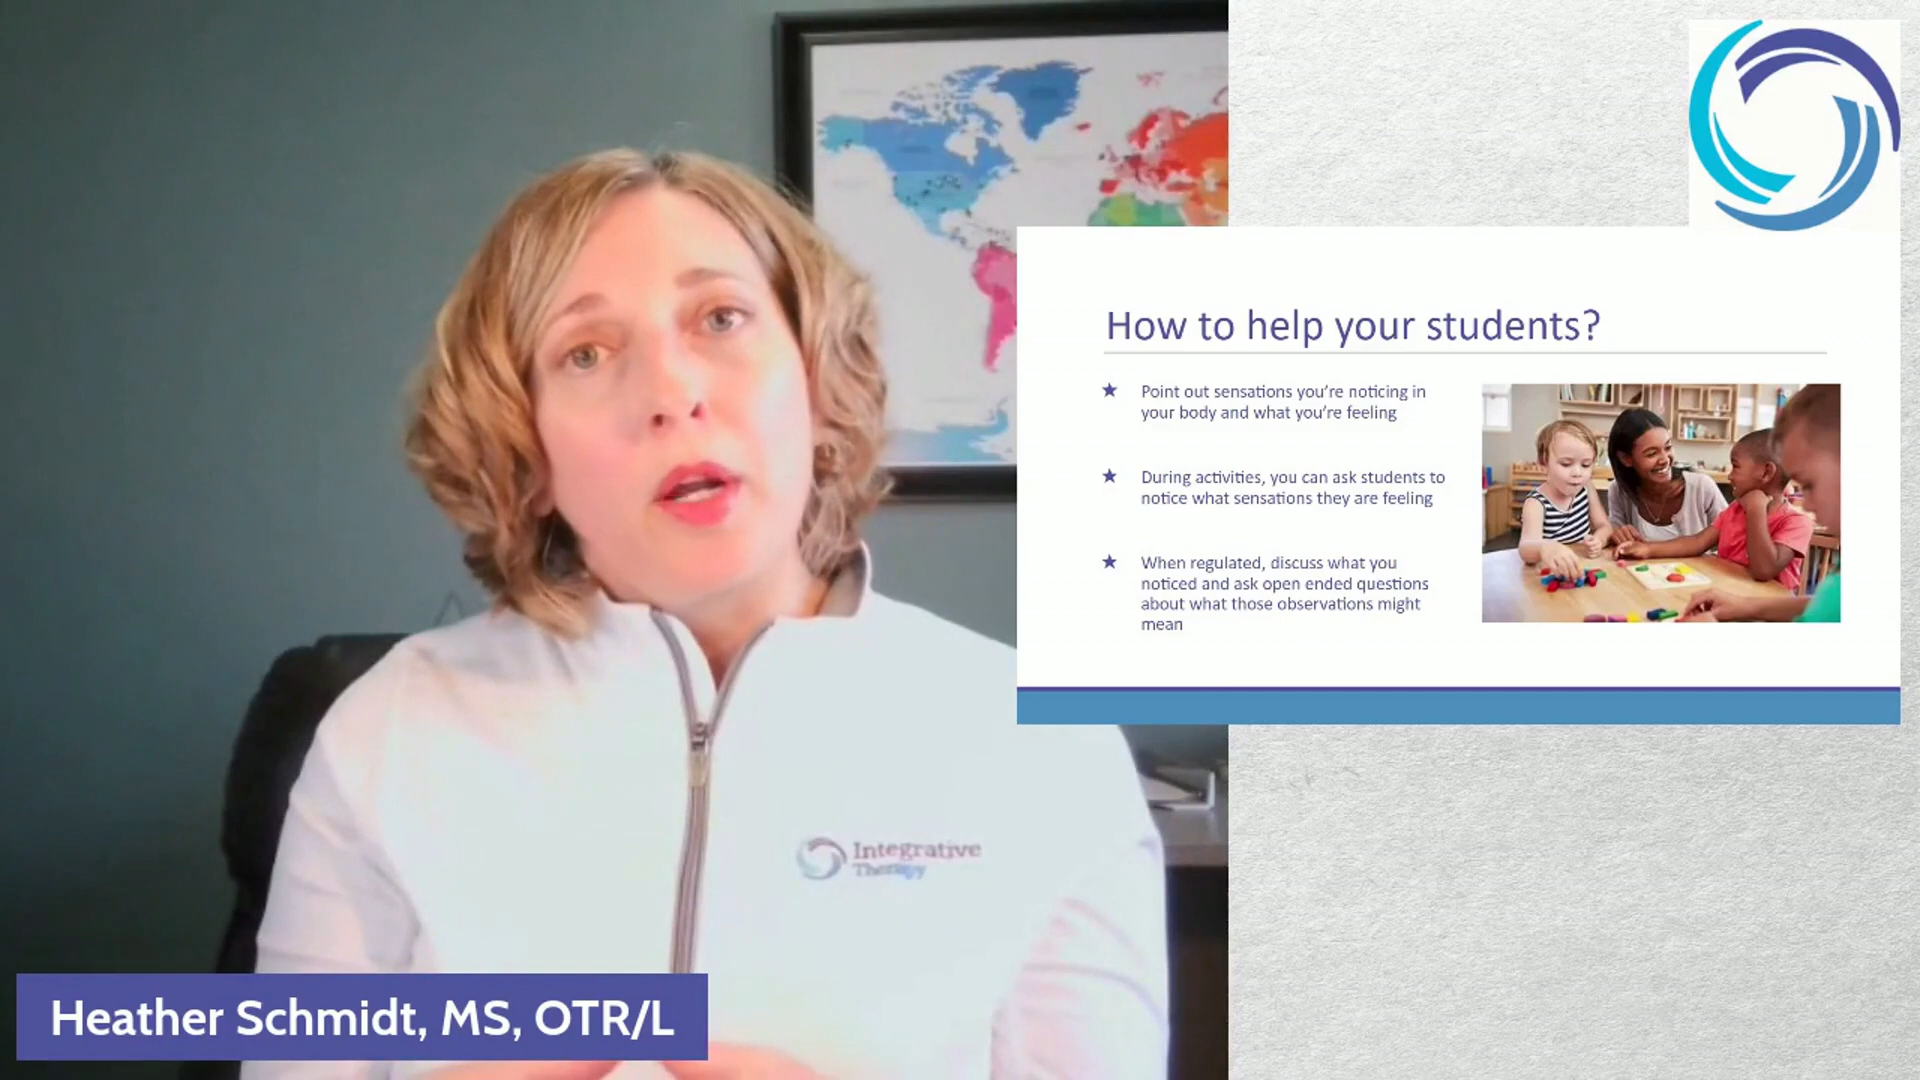 How to help your students?
★ Point out sensations you're noticing in
your body and what you're feeling
★ During activities, you can ask students to
notice what sensations they are feeling
★ When regulated, discuss what you
noticed and ask open ended questions
about what those observations might
mean
Integrative
Therapy
Heather Schmidt, MS, OTR/L